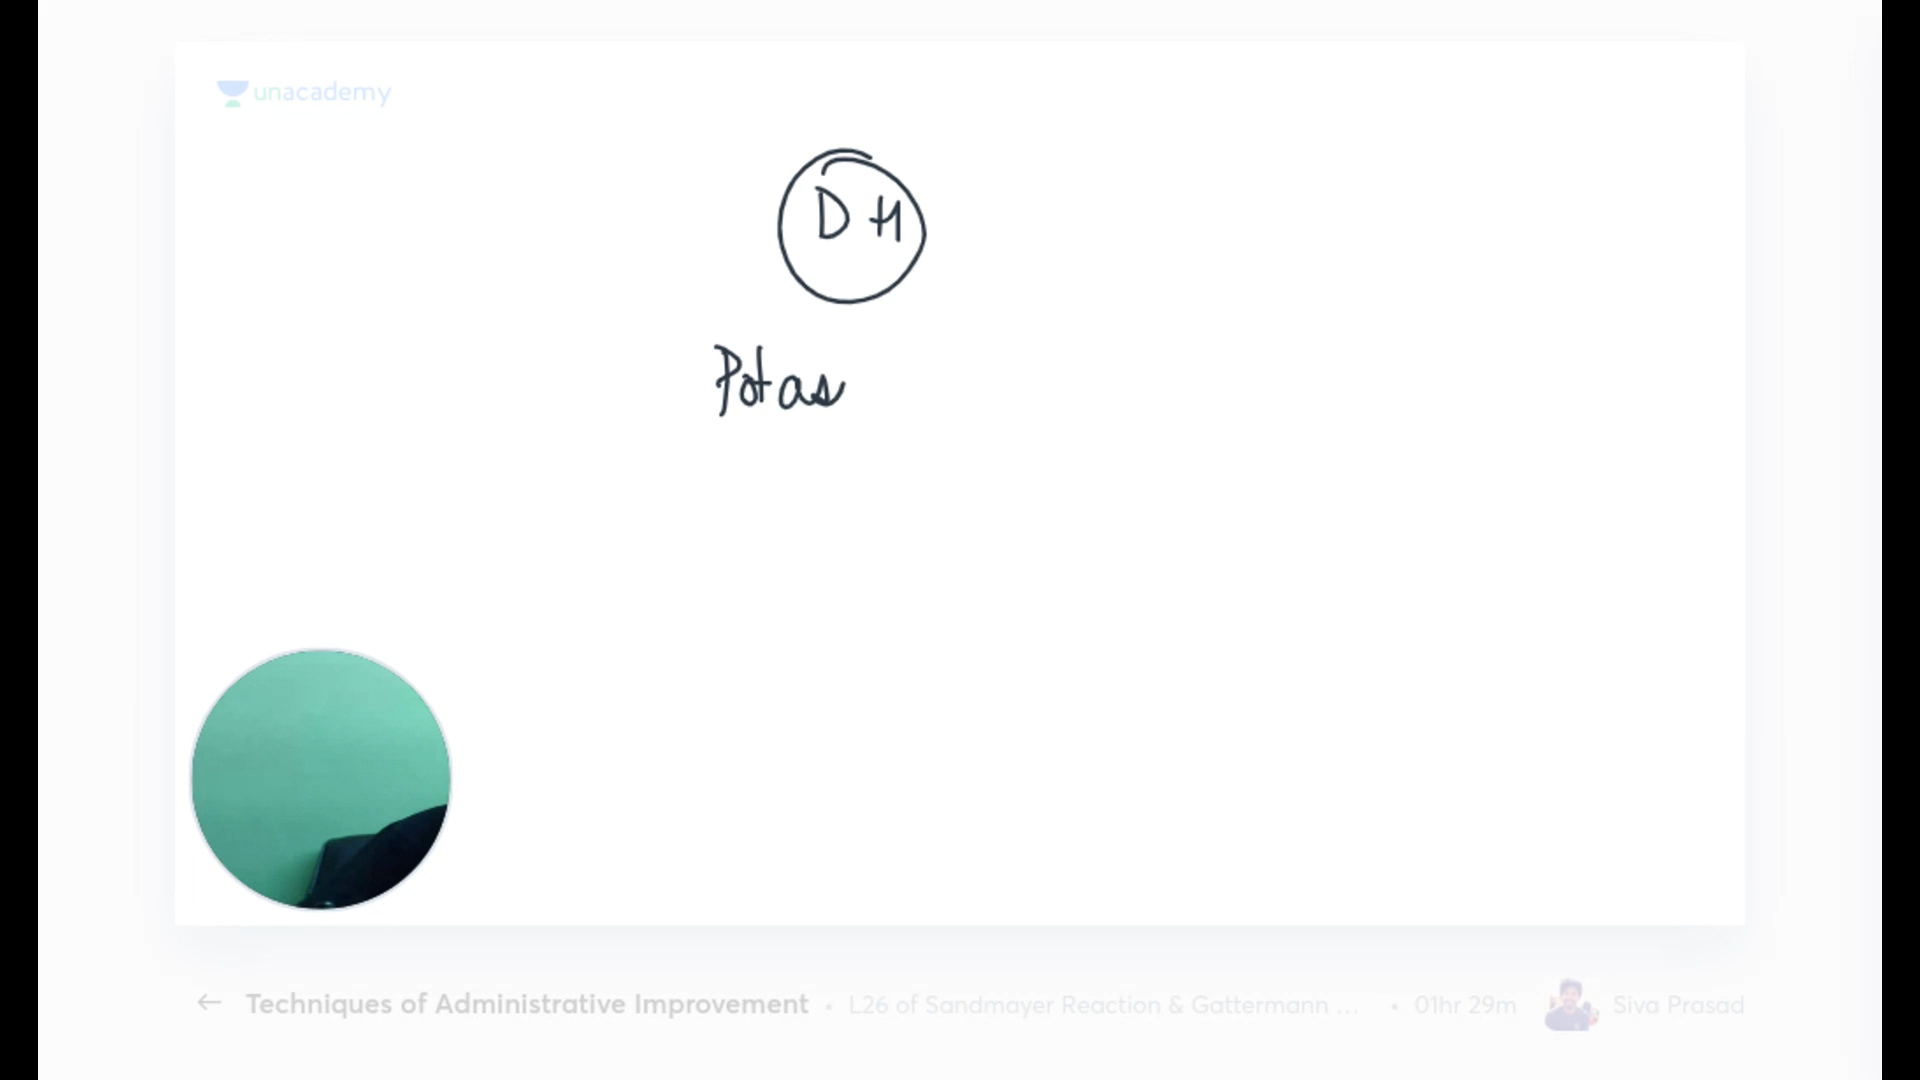 unacademy
D H
Potas
Techniques of Administrative Improvement • L26 of Sandmayer Reaction & Gattermann ... • 01hr 29m Siva Prasad